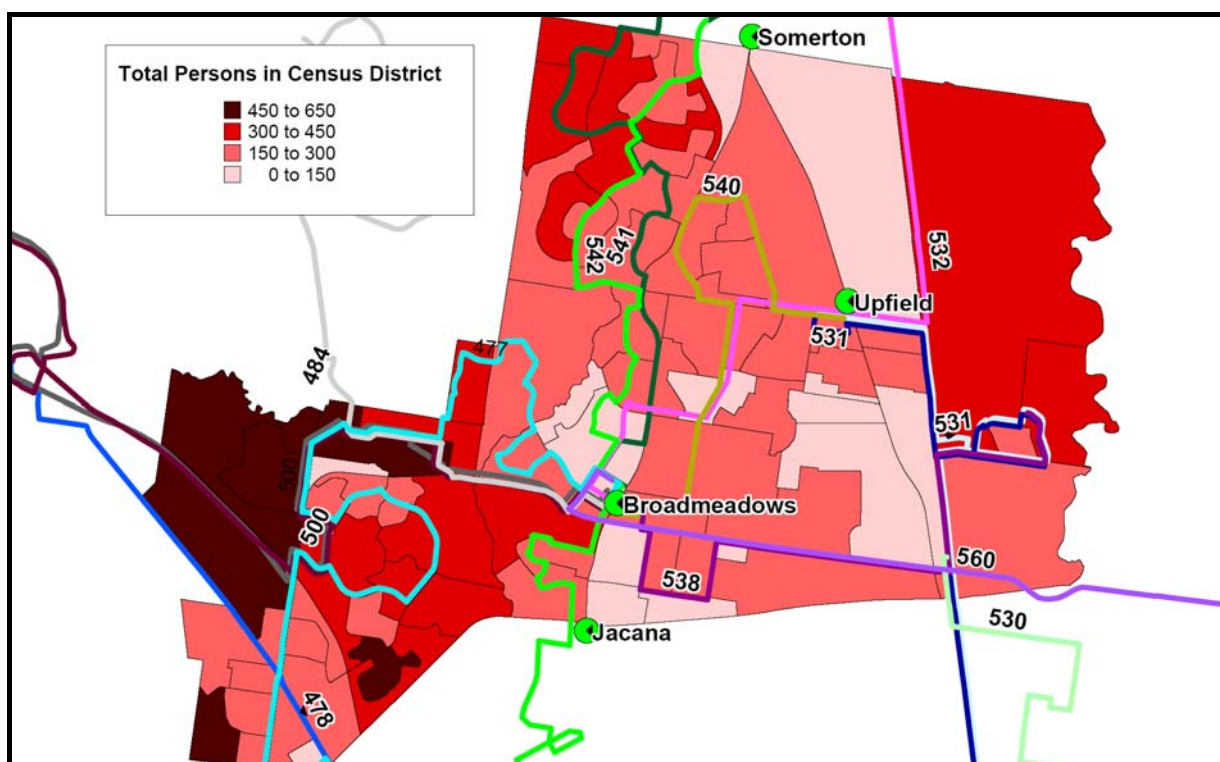 Total Persons in Census District
450 to 650
300 to 450
150 to 300
0 to 150
Somerton
540
541
542
532
Upfield
531
477
484
531
500
500
Broadmeadows
560
538
530
Jacana
478